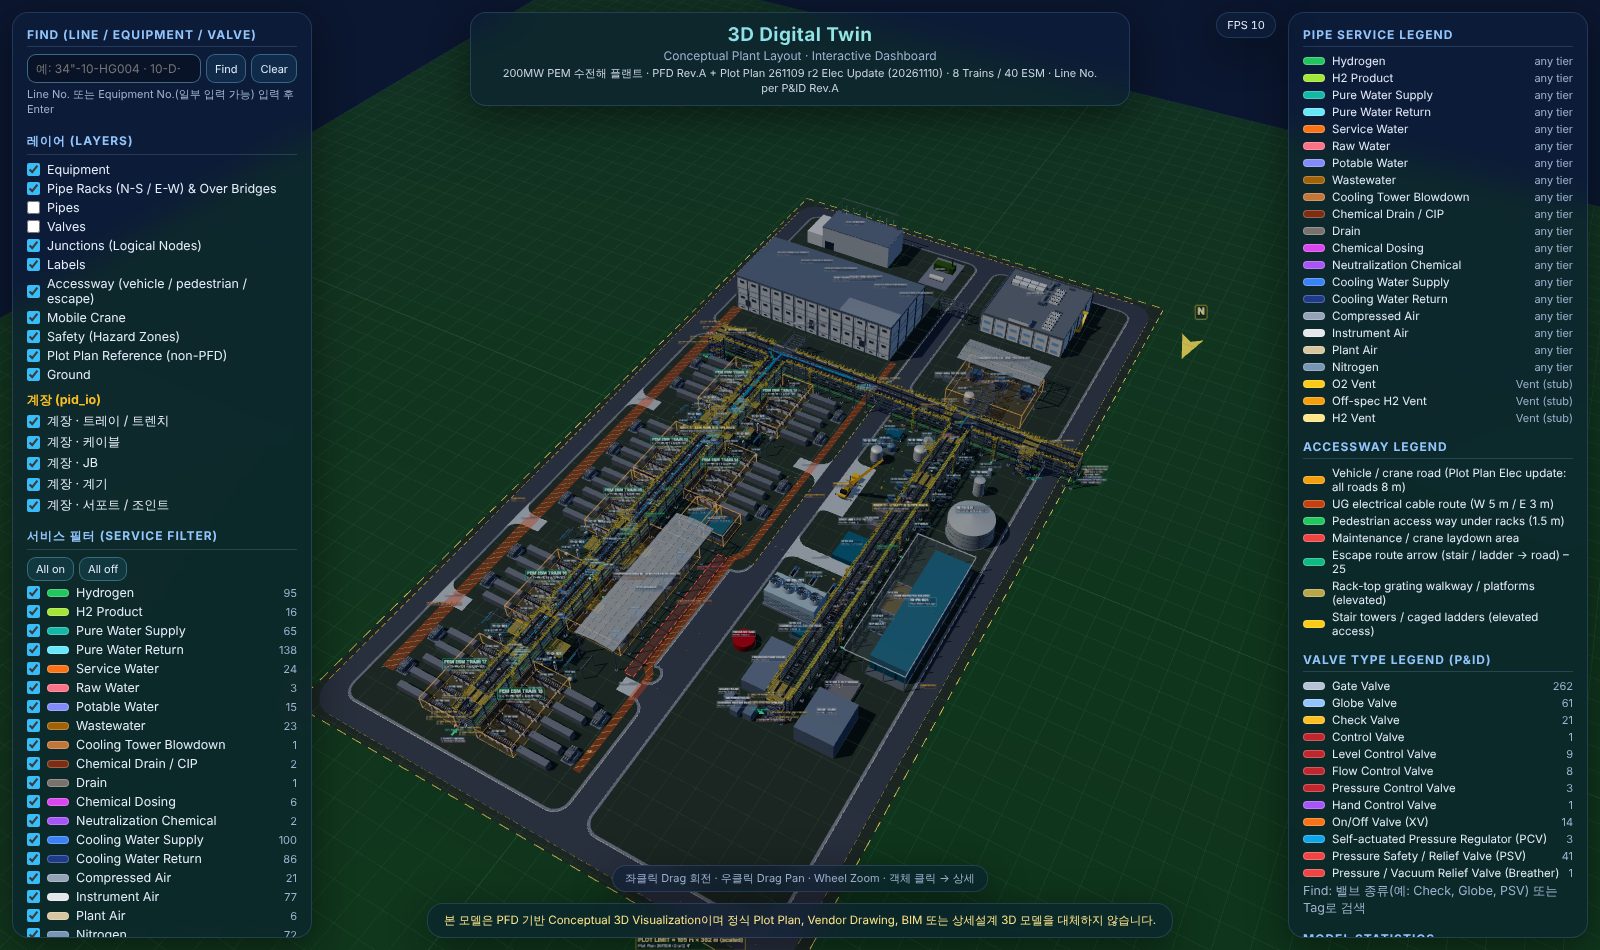 FIND (LINE / EQUIPMENT / VALVE)
예: 34"-10-HG004 · 10-D-
Find
Clear
Line No. 또는 Equipment No.(일부 입력 가능) 입력 후
Enter
레이어 (LAYERS)
Equipment
Pipe Racks (N-S / E-W) & Over Bridges
Pipes
Valves
Junctions (Logical Nodes)
Labels
Accessway (vehicle / pedestrian /
escape)
Mobile Crane
Safety (Hazard Zones)
Plot Plan Reference (non-PFD)
Ground
계장 (pid_io)
계장 · 트레이 / 트렌치
계장 · 케이블
계장 · JB
계장 · 계기
계장 · 서포트 / 조인트
서비스 필터 (SERVICE FILTER)
All on
All off
Hydrogen 95
H2 Product 16
Pure Water Supply 65
Pure Water Return 138
Service Water 24
Raw Water 3
Potable Water 15
Wastewater 23
Cooling Tower Blowdown 1
Chemical Drain / CIP 2
Drain 1
Chemical Dosing 6
Neutralization Chemical 2
Cooling Water Supply 100
Cooling Water Return 86
Compressed Air 21
Instrument Air 77
Plant Air 6
Nitrogen 72
3D Digital Twin
Conceptual Plant Layout · Interactive Dashboard
200MW PEM 수전해 플랜트 · PFD Rev.A + Plot Plan 261109 r2 Elec Update (20261110) · 8 Trains / 40 ESM · Line No.
per P&ID Rev.A
FPS 10
N
좌클릭 Drag 회전 · 우클릭 Drag Pan · Wheel Zoom · 객체 클릭 → 상세
본 모델은 PFD 기반 Conceptual 3D Visualization이며 정식 Plot Plan, Vendor Drawing, BIM 또는 상세설계 3D 모델을 대체하지 않습니다.
PIPE SERVICE LEGEND
Hydrogen any tier
H2 Product any tier
Pure Water Supply any tier
Pure Water Return any tier
Service Water any tier
Raw Water any tier
Potable Water any tier
Wastewater any tier
Cooling Tower Blowdown any tier
Chemical Drain / CIP any tier
Drain any tier
Chemical Dosing any tier
Neutralization Chemical any tier
Cooling Water Supply any tier
Cooling Water Return any tier
Compressed Air any tier
Instrument Air any tier
Plant Air any tier
Nitrogen any tier
O2 Vent Vent (stub)
Off-spec H2 Vent Vent (stub)
H2 Vent Vent (stub)
ACCESSWAY LEGEND
Vehicle / crane road (Plot Plan Elec update:
all roads 8 m)
UG electrical cable route (W 5 m / E 3 m)
Pedestrian access way under racks (1.5 m)
Maintenance / crane laydown area
Escape route arrow (stair / ladder → road) –
25
Rack-top grating walkway / platforms
(elevated)
Stair towers / caged ladders (elevated
access)
VALVE TYPE LEGEND (P&ID)
Gate Valve 262
Globe Valve 61
Check Valve 21
Control Valve 1
Level Control Valve 9
Flow Control Valve 8
Pressure Control Valve 3
Hand Control Valve 1
On/Off Valve (XV) 14
Self-actuated Pressure Regulator (PCV) 3
Pressure Safety / Relief Valve (PSV) 41
Pressure / Vacuum Relief Valve (Breather) 1
Find: 밸브 종류(예: Check, Globe, PSV) 또는
Tag로 검색
MODEL STATISTICS